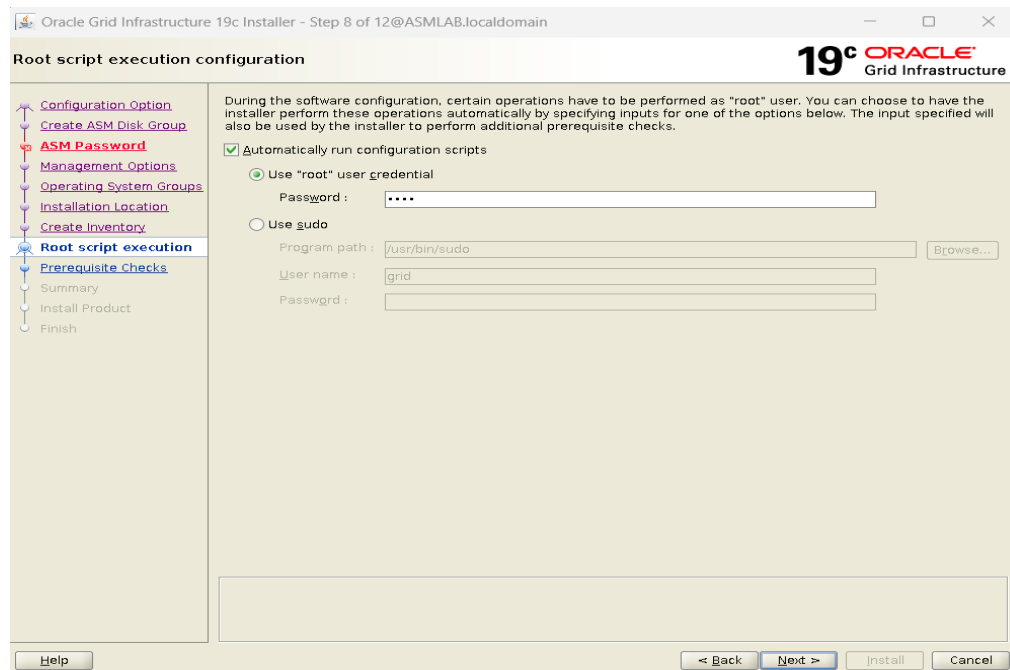 Oracle Grid Infrastructure 19c Installer - Step 8 of 12@ASMLAB.localdomain
Root script execution configuration
19c ORACLE
Grid Infrastructure
Configuration Option
Create ASM Disk Group
ASM Password
Management Options
Operating System Groups
Installation Location
Create Inventory
Root script execution
Prerequisite Checks
Summary
Install Product
Finish
During the software configuration, certain operations have to be performed as "root" user. You can choose to have the
installer perform these operations automatically by specifying inputs for one of the options below. The input specified will
also be used by the installer to perform additional prerequisite checks.
Automatically run configuration scripts
Use "root" user credential
Password :
Use sudo
Program path : /usr/bin/sudo Browse...
User name : grid
Password :
Help < Back Next > Install Cancel